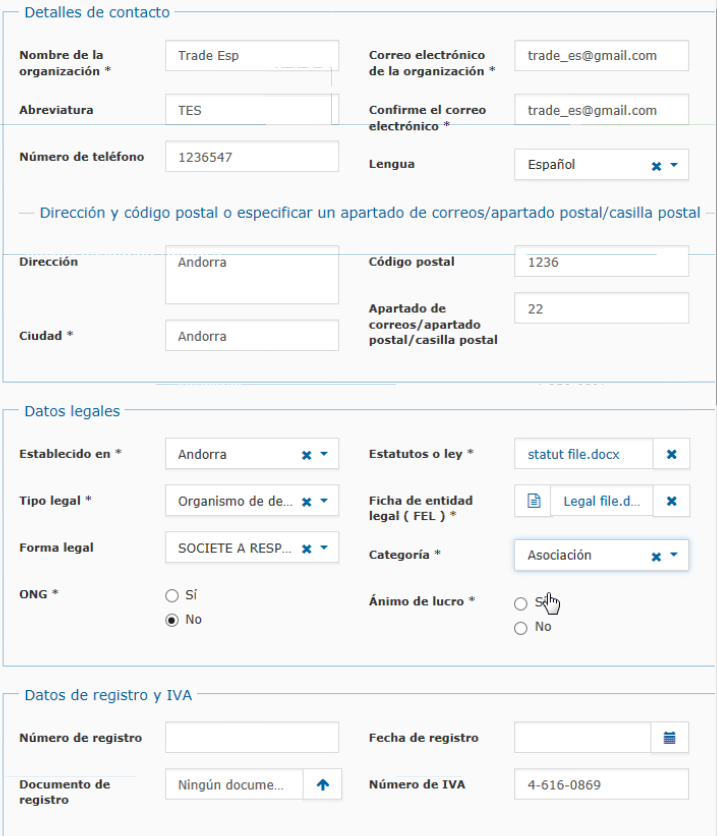 Detalles de contacto
Nombre de la organización *
Trade Esp
Correo electrónico de la organización *
trade_es@gmail.com
Abreviatura
TES
Confirme el correo electrónico *
trade_es@gmail.com
Número de teléfono
1236547
Lengua
Español
Dirección y código postal o especificar un apartado de correos/apartado postal/casilla postal
Dirección
Andorra
Código postal
1236
Ciudad *
Andorra
Apartado de correos/apartado postal/casilla postal
22
Datos legales
Establecido en *
Andorra
Estatutos o ley *
statut file.docx
Tipo legal *
Organismo de de...
Ficha de entidad legal ( FEL ) *
Legal file.d...
Forma legal
SOCIETE A RESP...
Categoría *
Asociación
ONG *
Sí
No
Ánimo de lucro *
Sí
No
Datos de registro y IVA
Número de registro
Fecha de registro
Documento de registro
Ningún docume...
Número de IVA
4-616-0869